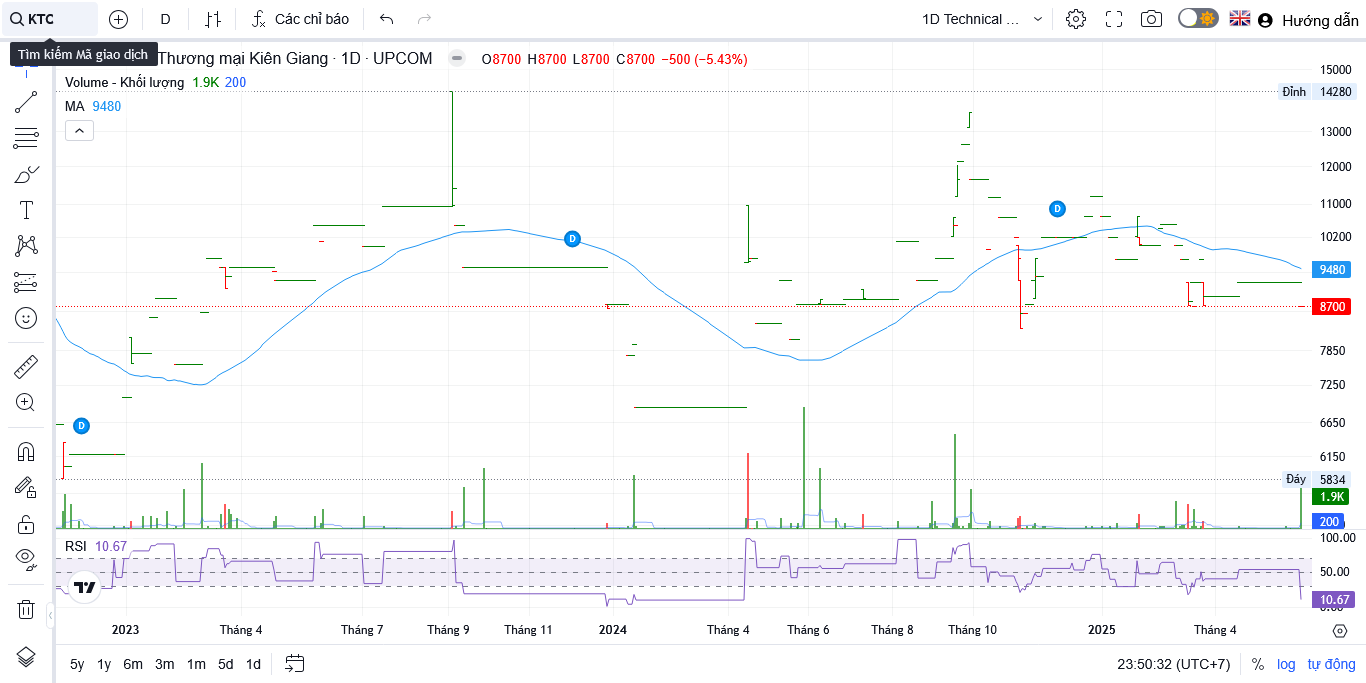 KTC D Các chỉ báo 1D Technical ... Hướng dẫn
Tìm kiếm Mã giao dịch
Thương mại Kiên Giang · 1D · UPCOM O8700 H8700 L8700 C8700 −500 (−5.43%)
Volume - Khối lượng 1.9K 200
MA 9480
15000
Đỉnh 14280
13000
12000
11000
10200
9480
8700
7850
7250
6650
6150
Đáy 5834
1.9K
200
D
D
D
RSI 10.67
100.00
50.00
10.67
0.00
2023 Tháng 4 Tháng 7 Tháng 9 Tháng 11 2024 Tháng 4 Tháng 6 Tháng 8 Tháng 10 2025 Tháng 4
5y 1y 6m 3m 1m 5d 1d 23:50:32 (UTC+7) % log tự động